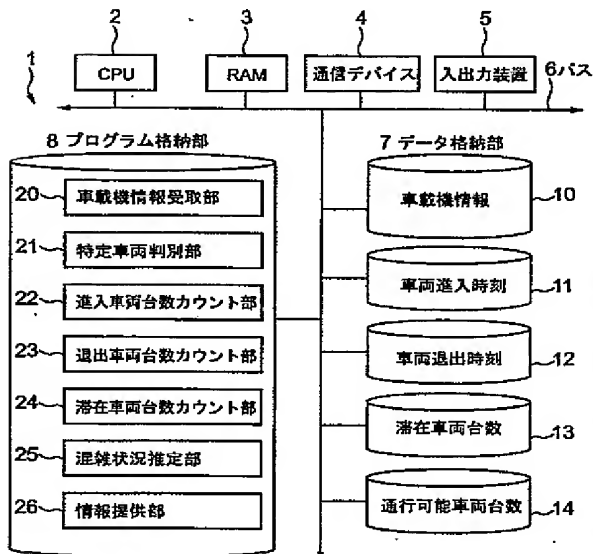 1
2
3
4
5
CPU
RAM
通信デバイス
入出力装置
6バス
8 プログラム格納部
20 車載機情報受取部
21 特定車両判別部
22 進入車両台数カウント部
23 退出車両台数カウント部
24 滞在車両台数カウント部
25 混雑状況推定部
26 情報提供部
7 データ格納部
車載機情報 10
車両進入時刻 11
車両退出時刻 12
滞在車両台数 13
通行可能車両台数 14